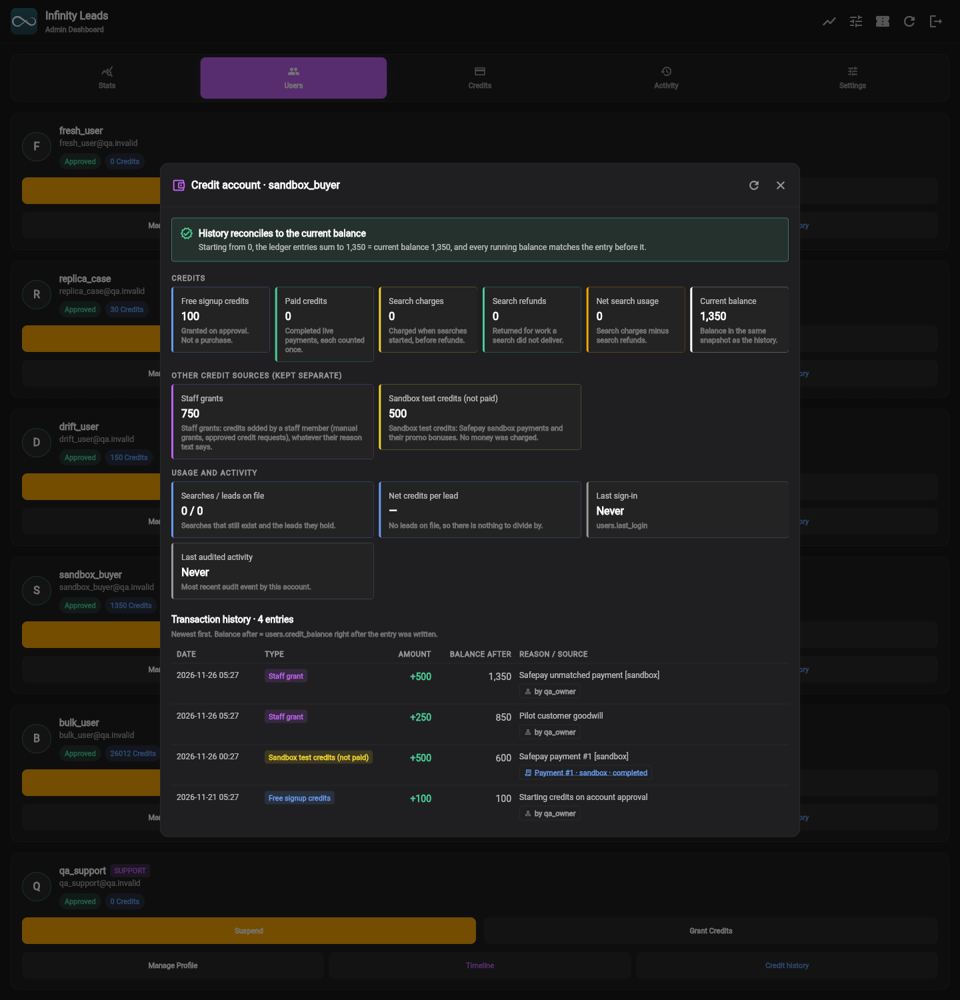 Infinity Leads
Admin Dashboard
Stats
Users
Credits
Activity
Settings
F
fresh_user
fresh_user@qa.invalid
Approved
0 Credits
R
replica_case
replica_case@qa.invalid
Approved
30 Credits
D
drift_user
drift_user@qa.invalid
Approved
150 Credits
S
sandbox_buyer
sandbox_buyer@qa.invalid
Approved
1350 Credits
B
bulk_user
bulk_user@qa.invalid
Approved
26012 Credits
Credit account · sandbox_buyer
History reconciles to the current balance
Starting from 0, the ledger entries sum to 1,350 = current balance 1,350, and every running balance matches the entry before it.
CREDITS
Free signup credits
100
Granted on approval.
Not a purchase.
Paid credits
0
Completed live
payments, each counted
once.
Search charges
0
Charged when searches
started, before refunds.
Search refunds
0
Returned for work a
search did not deliver.
Net search usage
0
Search charges minus
search refunds.
Current balance
1,350
Balance in the same
snapshot as the history.
OTHER CREDIT SOURCES (KEPT SEPARATE)
Staff grants
750
Staff grants: credits added by a staff member (manual
grants, approved credit requests), whatever their reason
text says.
Sandbox test credits (not paid)
500
Sandbox test credits: Safepay sandbox payments and
their promo bonuses. No money was charged.
USAGE AND ACTIVITY
Searches / leads on file
0 / 0
Searches that still exist and the leads they hold.
Net credits per lead
—
No leads on file, so there is nothing to divide by.
Last sign-in
Never
users.last_login
Last audited activity
Never
Most recent audit event by this account.
Transaction history · 4 entries
Newest first. Balance after = users.credit_balance right after the entry was written.
DATE TYPE AMOUNT BALANCE AFTER REASON / SOURCE
2026-11-26 05:27 Staff grant +500 1,350 Safepay unmatched payment [sandbox]
by qa_owner
2026-11-26 05:27 Staff grant +250 850 Pilot customer goodwill
by qa_owner
2026-11-26 00:27 Sandbox test credits (not paid) +500 600 Safepay payment #1 [sandbox]
Payment #1 · sandbox · completed
2026-11-21 05:27 Free signup credits +100 100 Starting credits on account approval
by qa_owner
Q
qa_support SUPPORT
qa_support@qa.invalid
Approved
0 Credits
Suspend
Grant Credits
Manage Profile
Timeline
Credit history